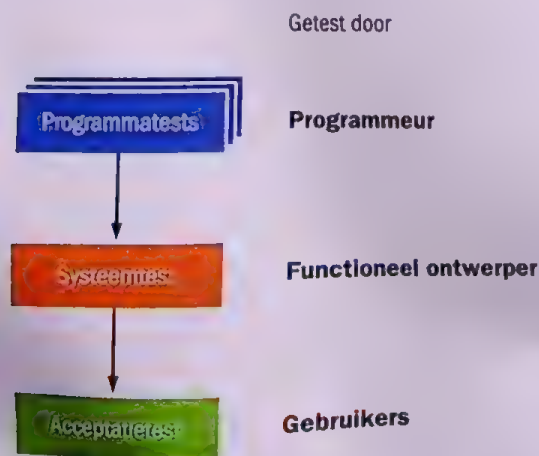 Getest door
Programmatests
Programmeur
Systeemtest
Functioneel ontwerper
Acceptatietest
Gebruikers